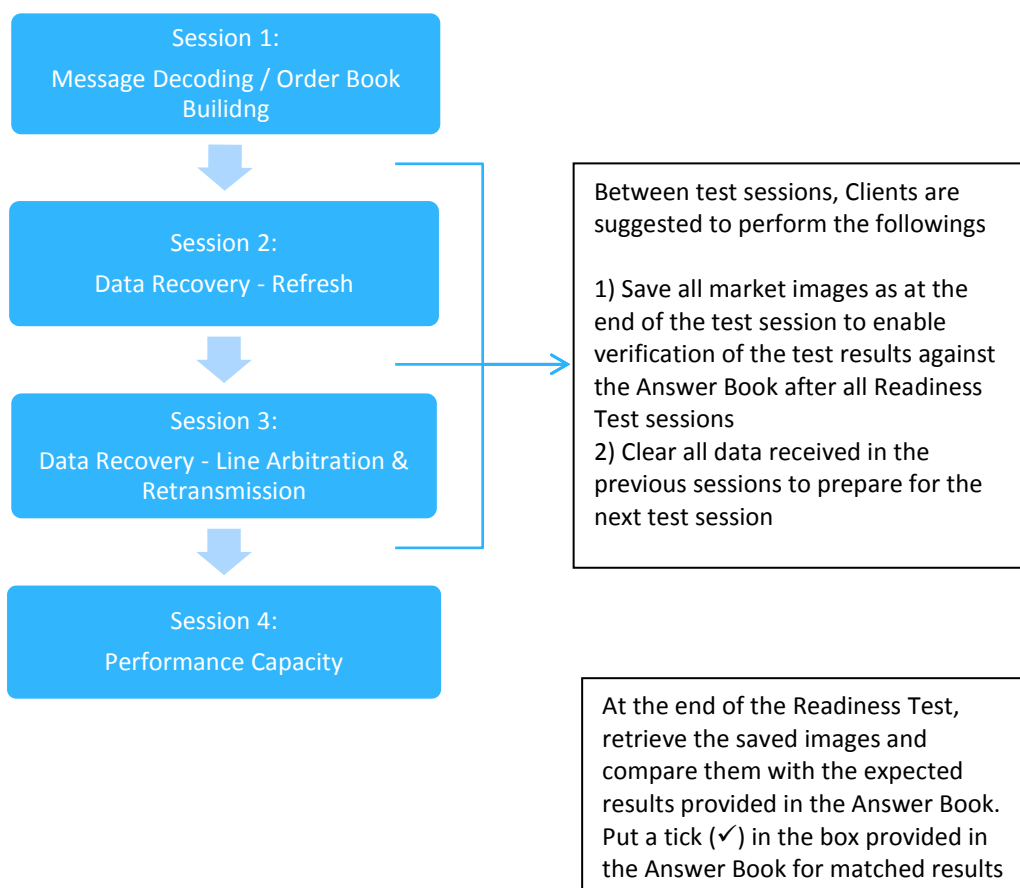 Session 1:
Message Decoding / Order Book
Builidng
Session 2:
Data Recovery - Refresh
Session 3:
Data Recovery - Line Arbitration &
Retransmission
Session 4:
Performance Capacity
Between test sessions, Clients are
suggested to perform the followings
1) Save all market images as at the
end of the test session to enable
verification of the test results against
the Answer Book after all Readiness
Test sessions
2) Clear all data received in the
previous sessions to prepare for the
next test session
At the end of the Readiness Test,
retrieve the saved images and
compare them with the expected
results provided in the Answer Book.
Put a tick (✓) in the box provided in
the Answer Book for matched results